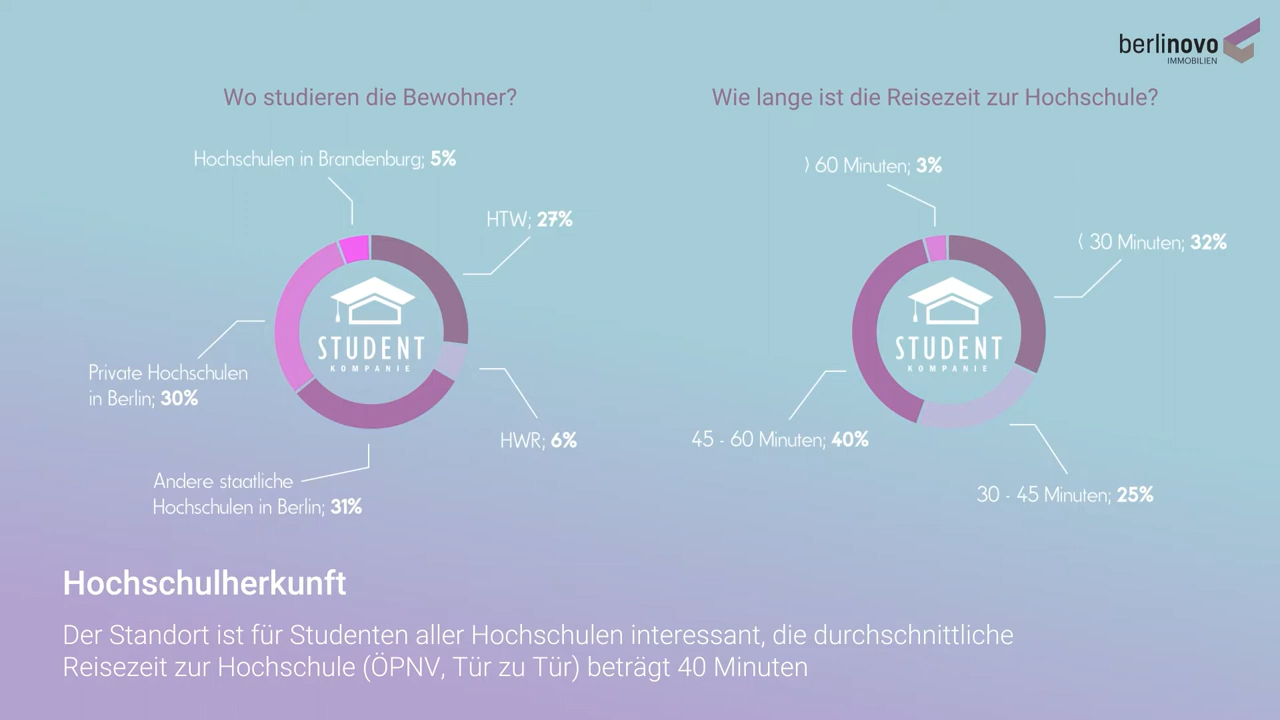 berlinovo
IMMOBILIEN
Wo studieren die Bewohner?
Hochschulen in Brandenburg; 5%
HTW; 27%
Private Hochschulen
in Berlin; 30%
HWR; 6%
Andere staatliche
Hochschulen in Berlin; 31%
STUDENT
KOMPANIE
Wie lange ist die Reisezeit zur Hochschule?
⟩ 60 Minuten; 3%
⟨ 30 Minuten; 32%
45 - 60 Minuten; 40%
30 - 45 Minuten; 25%
STUDENT
KOMPANIE
Hochschulherkunft
Der Standort ist für Studenten aller Hochschulen interessant, die durchschnittliche
Reisezeit zur Hochschule (ÖPNV, Tür zu Tür) beträgt 40 Minuten